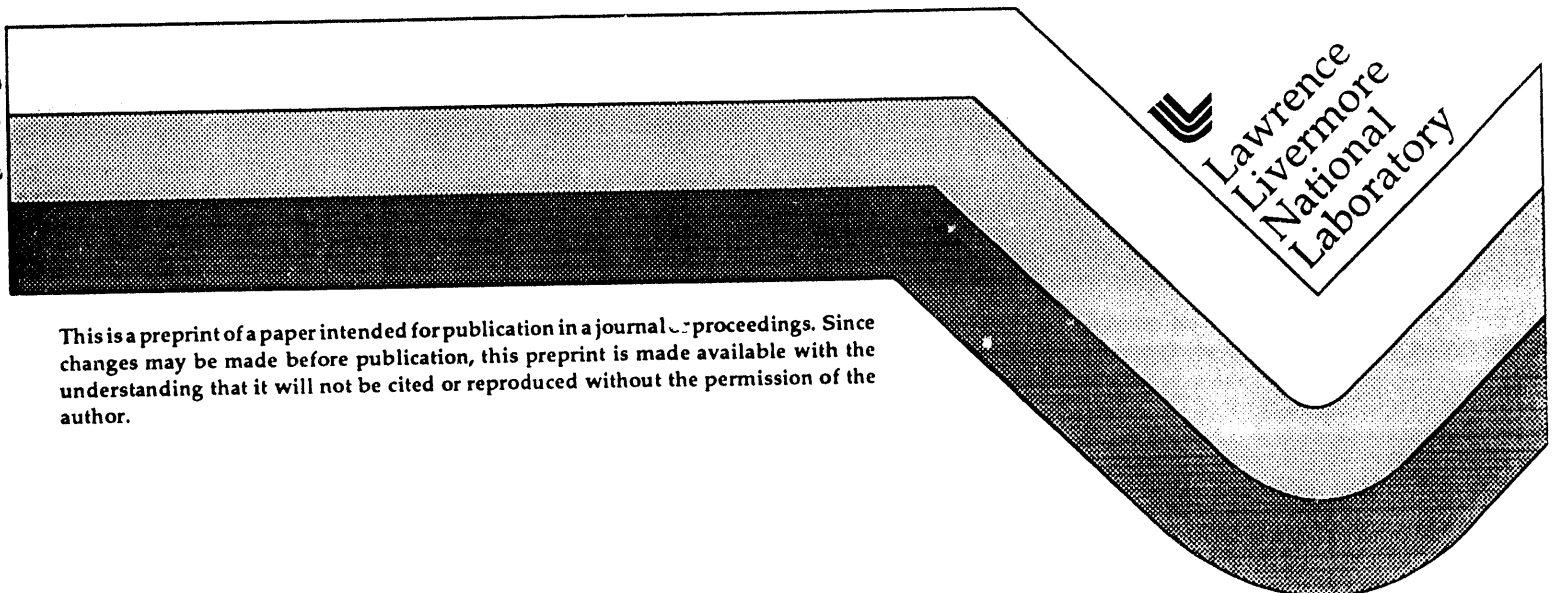 Lawrence
Livermore
National
Laboratory
This is a preprint of a paper intended for publication in a journal proceedings. Since
changes may be made before publication, this preprint is made available with the
understanding that it will not be cited or reproduced without the permission of the
author.